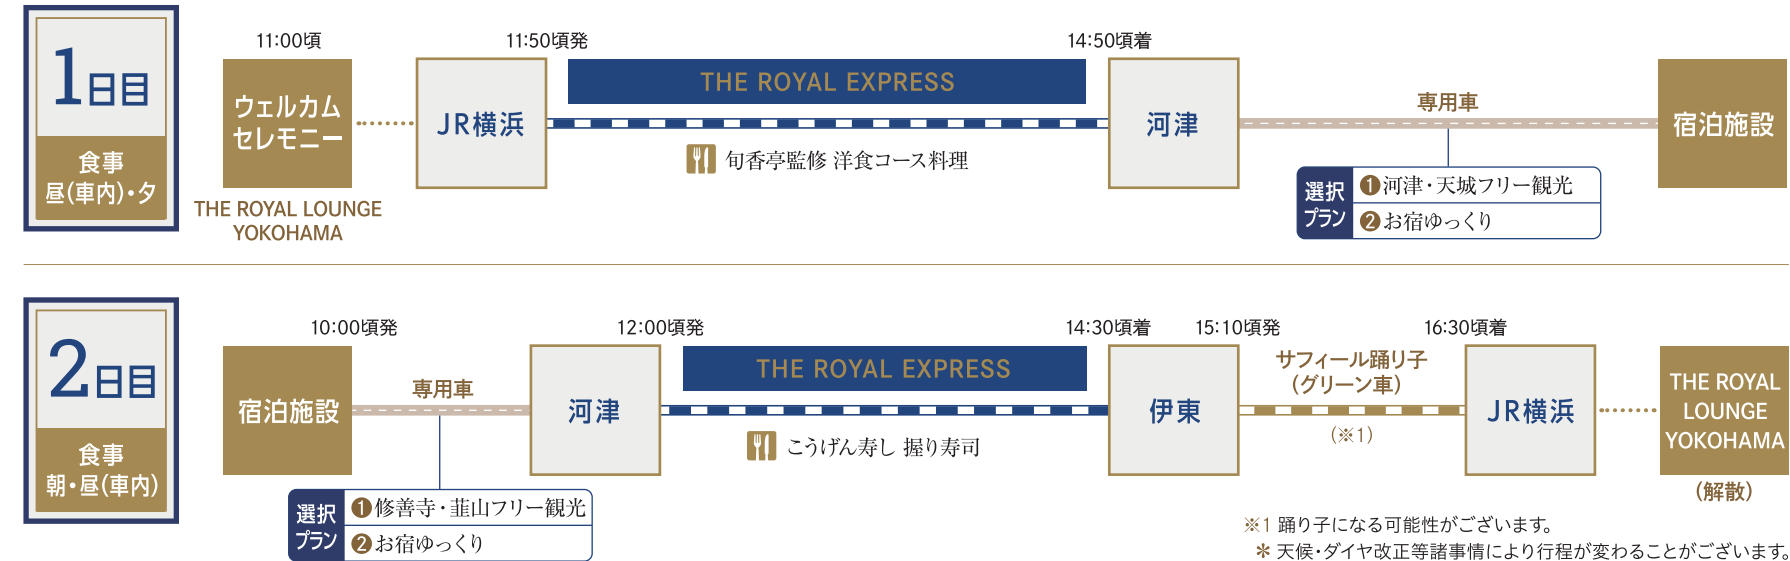 1日目
食事
昼(車内)・夕
11:00頃
ウェルカム
セレモニー
THE ROYAL LOUNGE
YOKOHAMA
11:50頃発
JR横浜
THE ROYAL EXPRESS
旬香亭監修 洋食コース料理
14:50頃着
河津
専用車
選択
プラン
❶河津・天城フリー観光
❷お宿ゆっくり
宿泊施設
2日目
食事
朝・昼(車内)
10:00頃発
宿泊施設
専用車
選択
プラン
❶修善寺・韮山フリー観光
❷お宿ゆっくり
12:00頃発
河津
THE ROYAL EXPRESS
こうげん寿し 握り寿司
14:30頃着
15:10頃発
伊東
サフィール踊り子
(グリーン車)
(※1)
16:30頃着
JR横浜
THE ROYAL
LOUNGE
YOKOHAMA
(解散)
※1 踊り子になる可能性がございます。
＊ 天候・ダイヤ改正等諸事情により行程が変わることがございます。